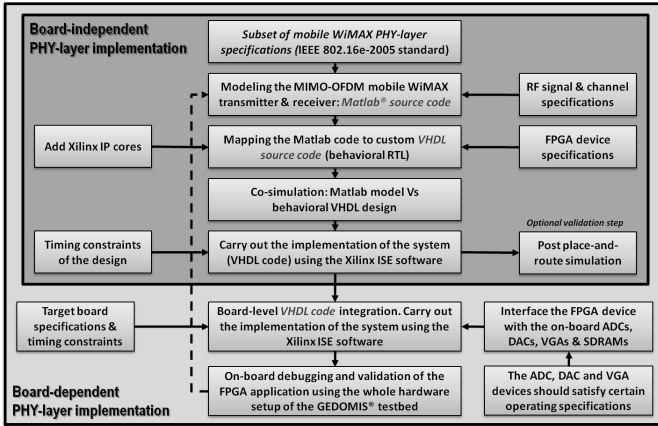 Board-independent
PHY-layer implementation
Subset of mobile WiMAX PHY-layer
specifications (IEEE 802.16e-2005 standard)
Modeling the MIMO-OFDM mobile WiMAX
transmitter & receiver: Matlab® source code
RF signal & channel
specifications
Add Xilinx IP cores
Mapping the Matlab code to custom VHDL
source code (behavioral RTL)
FPGA device
specifications
Co-simulation: Matlab model Vs
behavioral VHDL design
Optional validation step
Timing constraints
of the design
Carry out the implementation of the system
(VHDL code) using the Xilinx ISE software
Post place-and-
route simulation
Target board
specifications &
timing constraints
Board-level VHDL code integration. Carry out
the implementation of the system using the
Xilinx ISE software
Interface the FPGA device
with the on-board ADCs,
DACs, VGAs & SDRAMs
On-board debugging and validation of the
FPGA application using the whole hardware
setup of the GEDOMIS® testbed
The ADC, DAC and VGA
devices should satisfy certain
operating specifications
Board-dependent
PHY-layer implementation